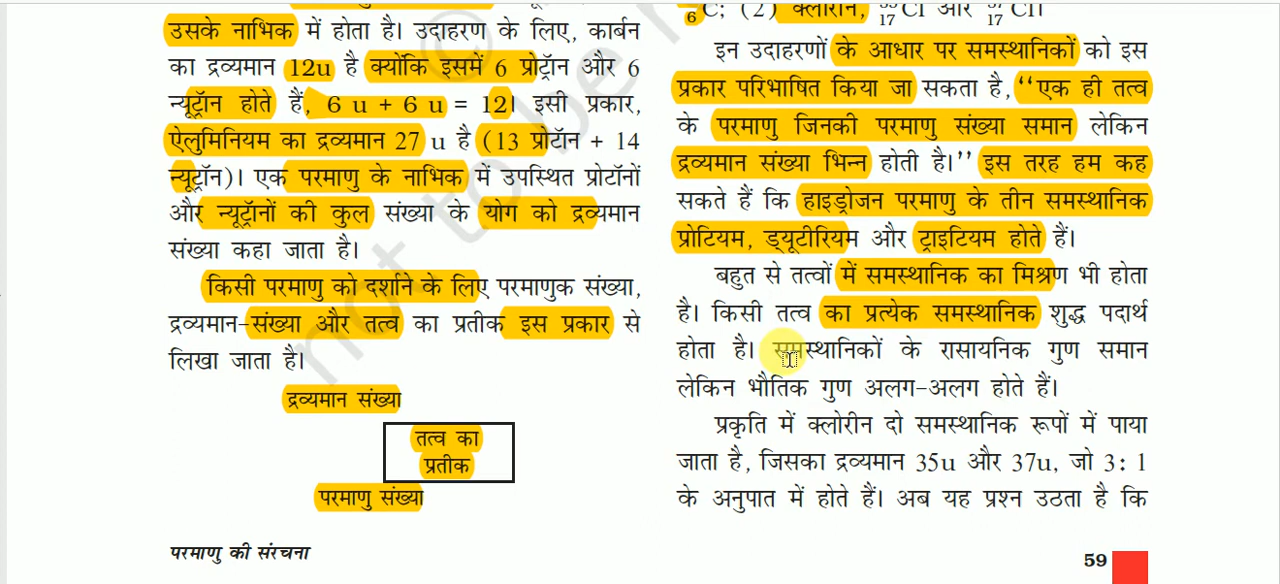 उसके नाभिक में होता है। उदाहरण के लिए, कार्बन
का द्रव्यमान 12u है क्योंकि इसमें 6 प्रोट्रॉन और 6
न्यूट्रॉन होते हैं, 6 u + 6 u = 12। इसी प्रकार,
ऐलुमिनियम का द्रव्यमान 27 u है (13 प्रोटॉन + 14
न्यूट्रॉन)। एक परमाणु के नाभिक में उपस्थित प्रोटॉनों
और न्यूट्रॉनों की कुल संख्या के योग को द्रव्यमान
संख्या कहा जाता है।
किसी परमाणु को दर्शाने के लिए परमाणुक संख्या,
द्रव्यमान-संख्या और तत्व का प्रतीक इस प्रकार से
लिखा जाता है।
द्रव्यमान संख्या
तत्व का
प्रतीक
परमाणु संख्या
परमाणु की संरचना
6C; (2) क्लोरीन, 35 17 Cl और 37 17 Cl।
इन उदाहरणों के आधार पर समस्थानिकों को इस
प्रकार परिभाषित किया जा सकता है, ‘‘एक ही तत्व
के परमाणु जिनकी परमाणु संख्या समान लेकिन
द्रव्यमान संख्या भिन्न होती है।’’ इस तरह हम कह
सकते हैं कि हाइड्रोजन परमाणु के तीन समस्थानिक
प्रोटियम, ड्यूटीरियम और ट्राइटियम होते हैं।
बहुत से तत्वों में समस्थानिक का मिश्रण भी होता
है। किसी तत्व का प्रत्येक समस्थानिक शुद्ध पदार्थ
होता है। समस्थानिकों के रासायनिक गुण समान
लेकिन भौतिक गुण अलग-अलग होते हैं।
प्रकृति में क्लोरीन दो समस्थानिक रूपों में पाया
जाता है, जिसका द्रव्यमान 35u और 37u, जो 3: 1
के अनुपात में होते हैं। अब यह प्रश्न उठता है कि
59